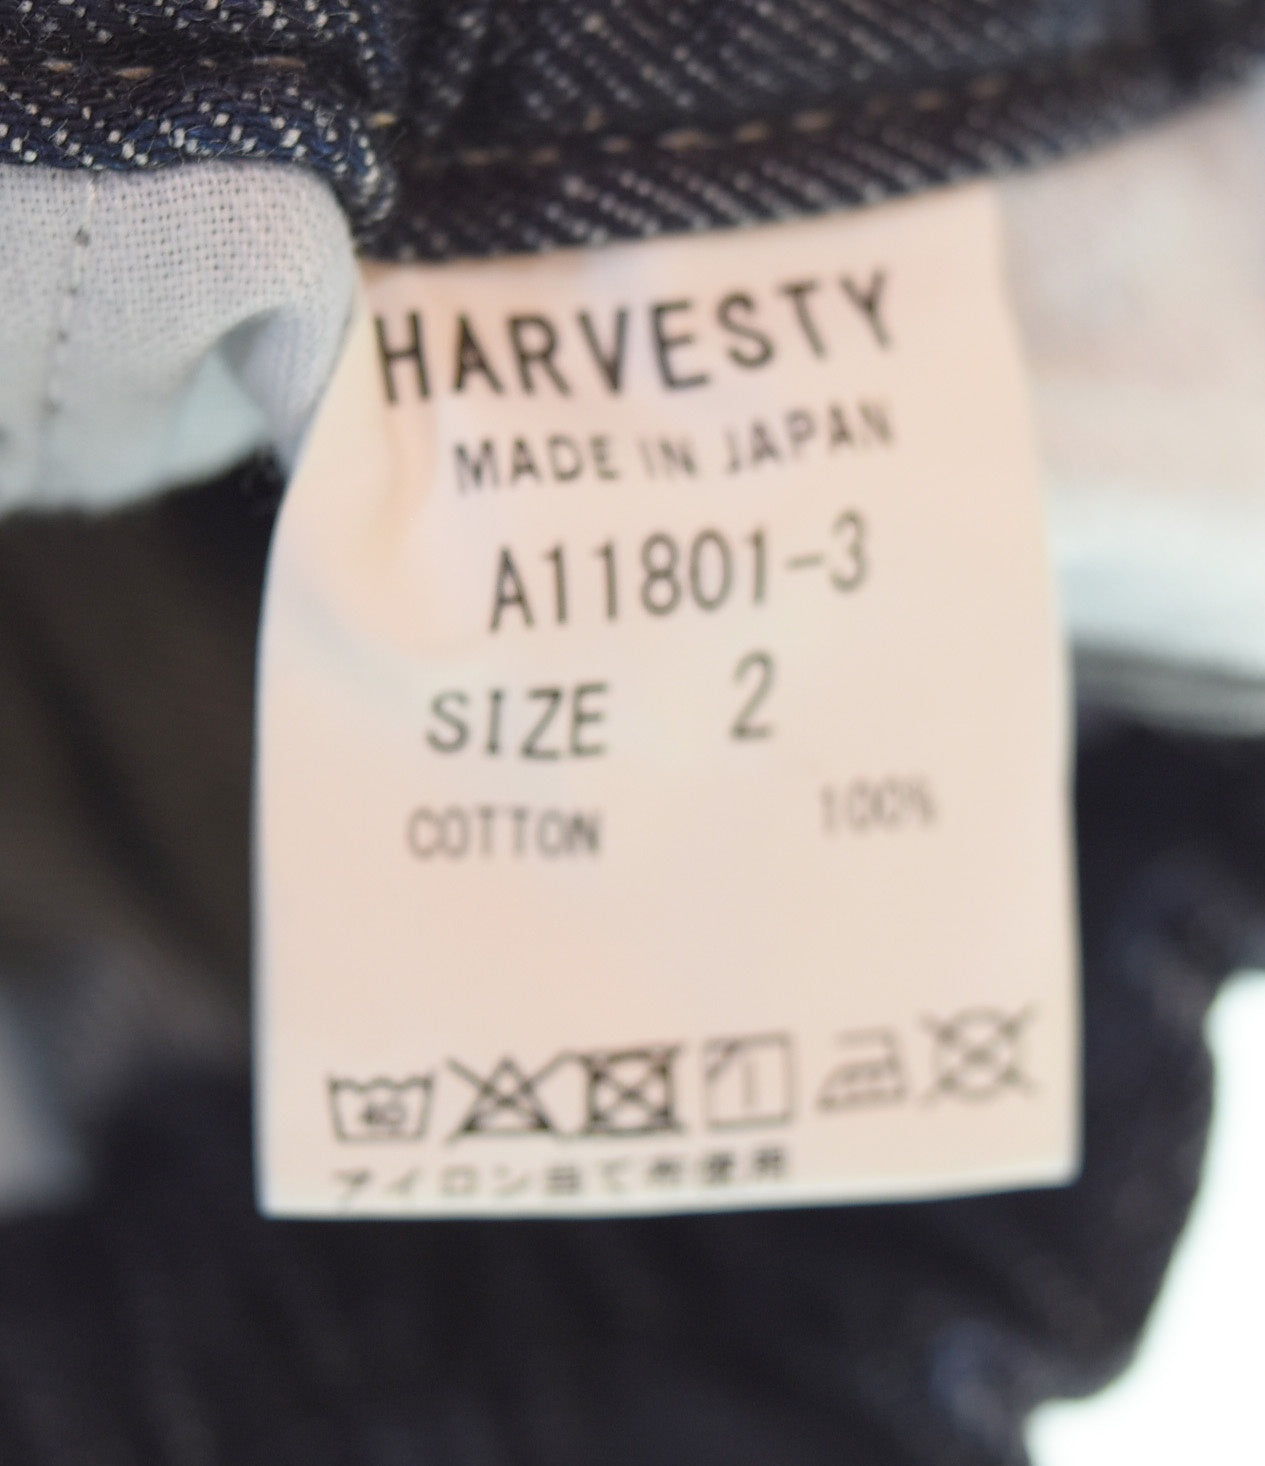 HARVESTY
MADE IN JAPAN
A11801-3
SIZE 2
COTTON 100%
40
アイロン当て布使用